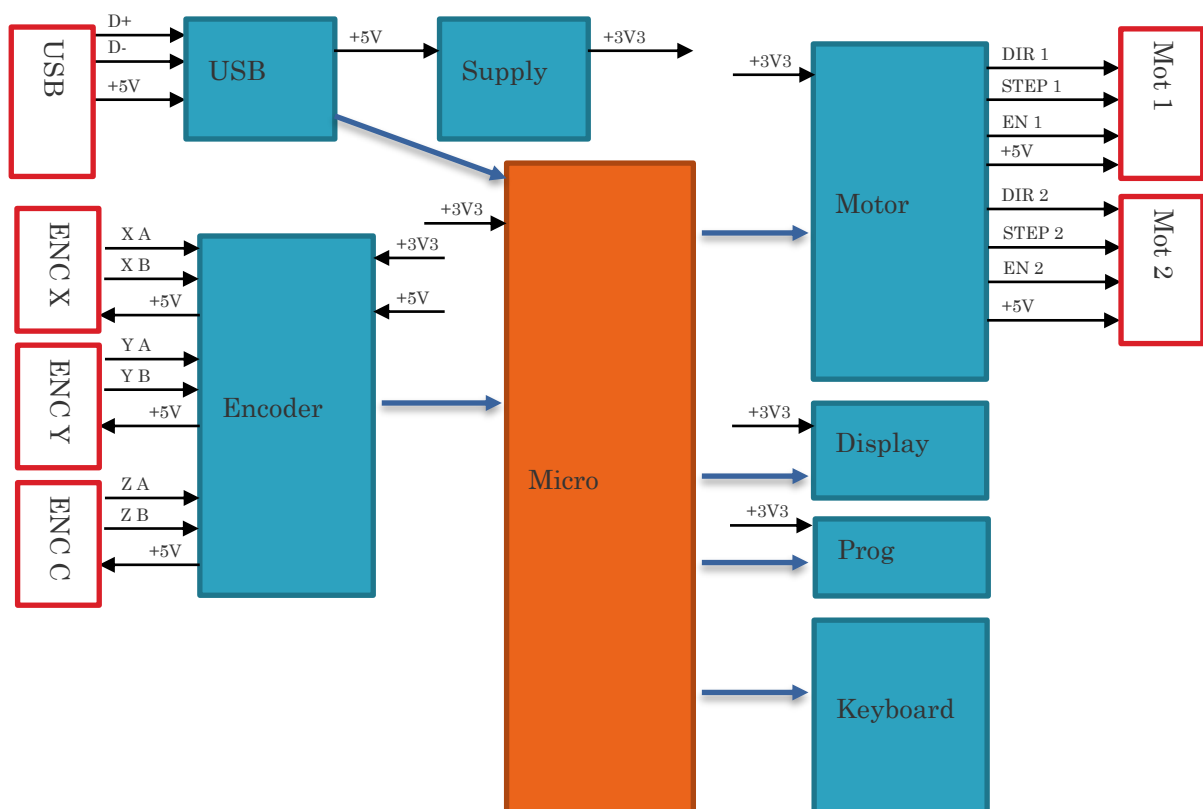 D+
D-
+5V
USB
USB
+5V
Supply
+3V3
+3V3
Motor
DIR 1
STEP 1
EN 1
+5V
Mot 1
DIR 2
STEP 2
EN 2
+5V
Mot 2
ENC X
X A
X B
+5V
ENC Y
Y A
Y B
+5V
ENC C
Z A
Z B
+5V
Encoder
+3V3
+5V
+3V3
Micro
+3V3
Display
+3V3
Prog
Keyboard